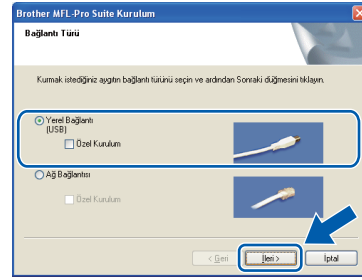 Brother MFL-Pro Suite Kurulum
Bağlantı Türü
Kurmak istediğiniz aygıtın bağlantı türünü seçin ve ardından Sonraki düğmesini tıklayın.
Yerel Bağlantı
(USB)
Özel Kurulum
Ağ Bağlantısı
Özel Kurulum
< Geri
İleri >
İptal